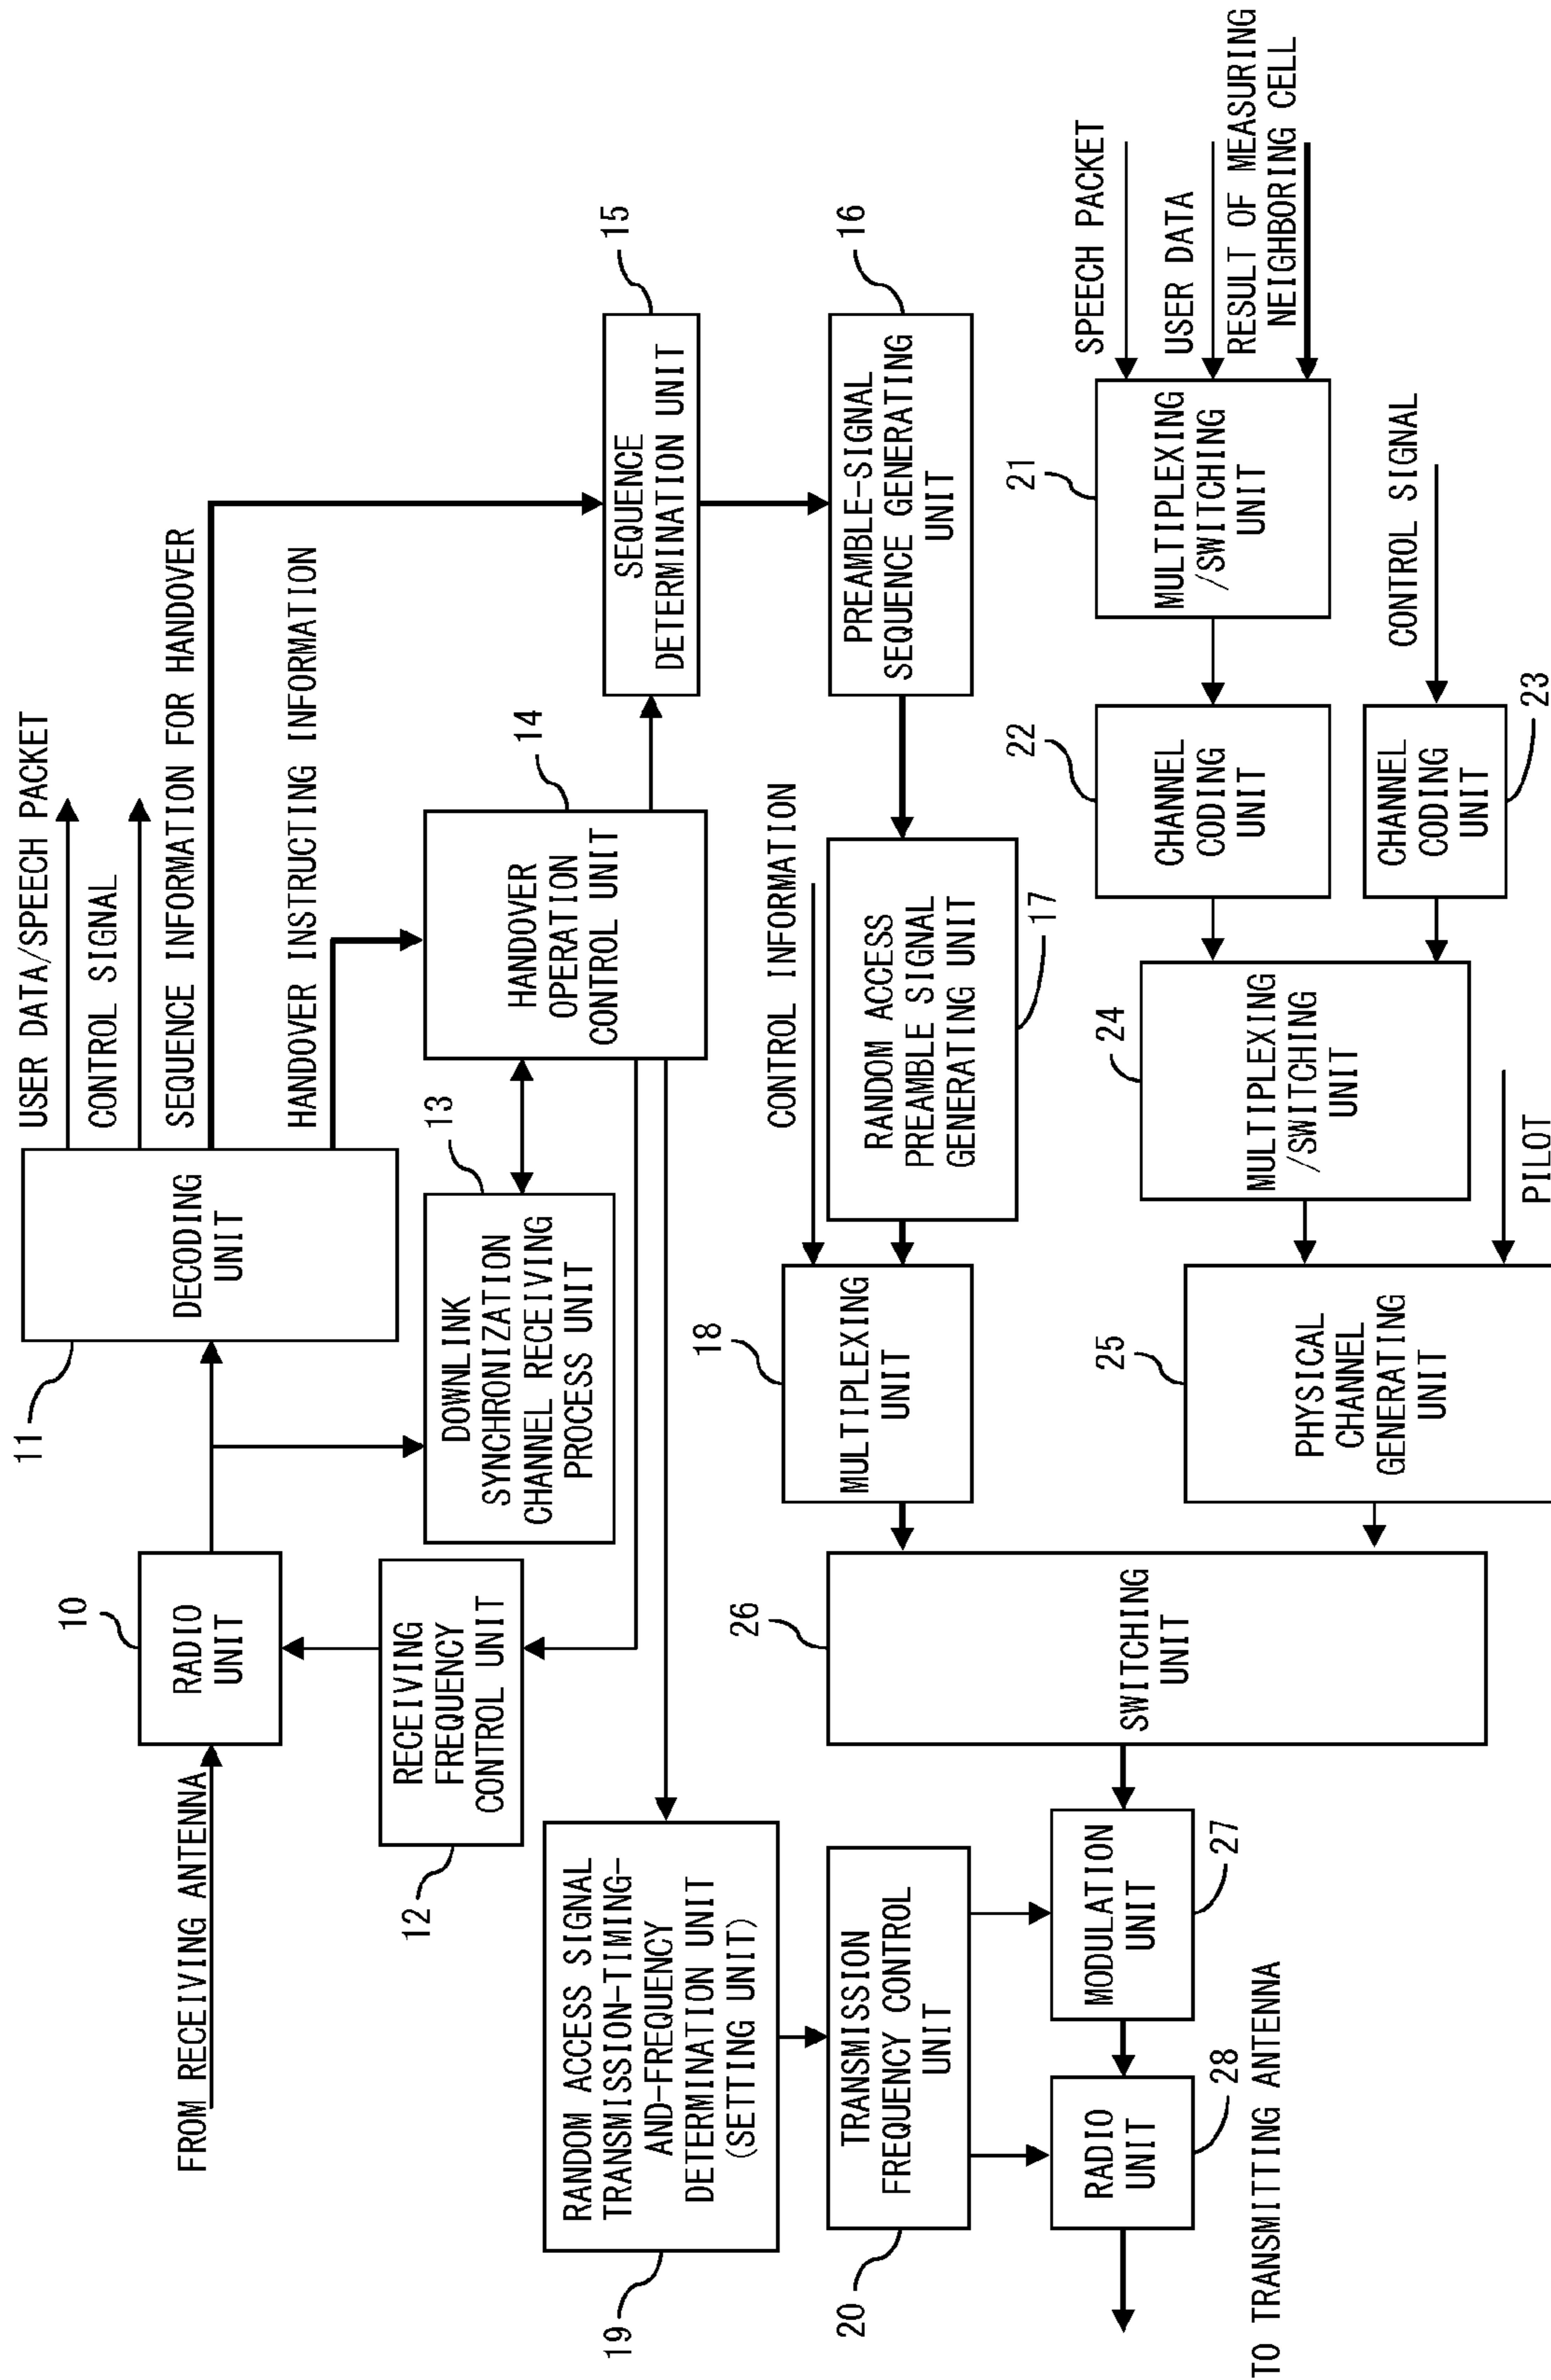 FROM RECEIVING ANTENNA
10
RADIO
UNIT
11
DECODING
UNIT
USER DATA/SPEECH PACKET
CONTROL SIGNAL
SEQUENCE INFORMATION FOR HANDOVER
HANDOVER INSTRUCTING INFORMATION
RECEIVING
FREQUENCY
CONTROL UNIT
12
DOWNLINK
SYNCHRONIZATION
CHANNEL RECEIVING
PROCESS UNIT
13
HANDOVER
OPERATION
CONTROL UNIT
14
SEQUENCE
DETERMINATION UNIT
15
RANDOM ACCESS SIGNAL
TRANSMISSION-TIMING-
AND-FREQUENCY
DETERMINATION UNIT
(SETTING UNIT)
19
PREAMBLE-SIGNAL
SEQUENCE GENERATING
UNIT
16
CONTROL INFORMATION
RANDOM ACCESS
PREAMBLE SIGNAL
GENERATING UNIT
17
18
MULTIPLEXING
UNIT
TRANSMISSION
FREQUENCY CONTROL
UNIT
20
26
SWITCHING
UNIT
MODULATION
UNIT
27
RADIO
UNIT
28
TO TRANSMITTING ANTENNA
SPEECH PACKET
USER DATA
RESULT OF MEASURING
NEIGHBORING CELL
21
MULTIPLEXING
/SWITCHING
UNIT
22
CHANNEL
CODING
UNIT
CONTROL SIGNAL
CHANNEL
CODING
UNIT
23
24
MULTIPLEXING
/SWITCHING
UNIT
25
PHYSICAL
CHANNEL
GENERATING
UNIT
PILOT